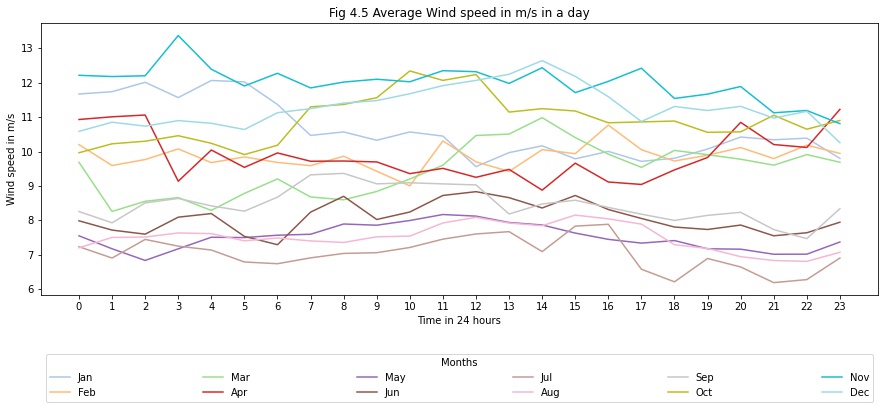 Fig 4.5 Average Wind speed in m/s in a day
Wind speed in m/s
13
12
11
10
9
8
7
6
0 1 2 3 4 5 6 7 8 9 10 11 12 13 14 15 16 17 18 19 20 21 22 23
Time in 24 hours
Months
Jan Mar May Jul Sep Nov
Feb Apr Jun Aug Oct Dec